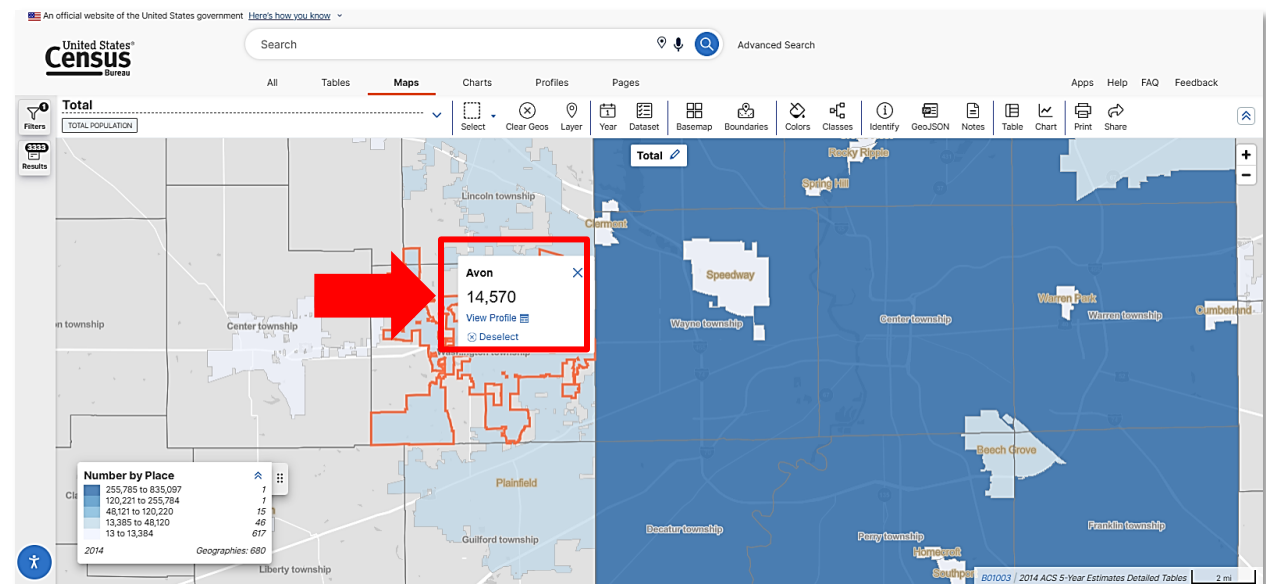 An official website of the United States government Here's how you know
United States®
Census
Bureau
Search
Advanced Search
All Tables Maps Charts Profiles Pages
Apps Help FAQ Feedback
1
Filters
Total
TOTAL POPULATION
Select Clear Geos Layer Year Dataset Basemap Boundaries Colors Classes Identify GeoJSON Notes Table Chart Print Share
3333
Results
Total
Rocky Ripple
Spring Hill
Lincoln township
Clermont
Avon
14,570
View Profile
Deselect
Speedway
Warren Park
Cumberland
Center township
Wayne township
Center township
Warren township
n township
Washington township
Beech Grove
Plainfield
Number by Place
255,785 to 835,097 1
120,221 to 255,784 1
48,121 to 120,220 15
13,385 to 48,120 46
13 to 13,384 617
2014 Geographies: 680
Cla
Guilford township
Decatur township
Perry township
Franklin township
Homecroft
Liberty township
Southpor
B01003 | 2014 ACS 5-Year Estimates Detailed Tables
2 mi